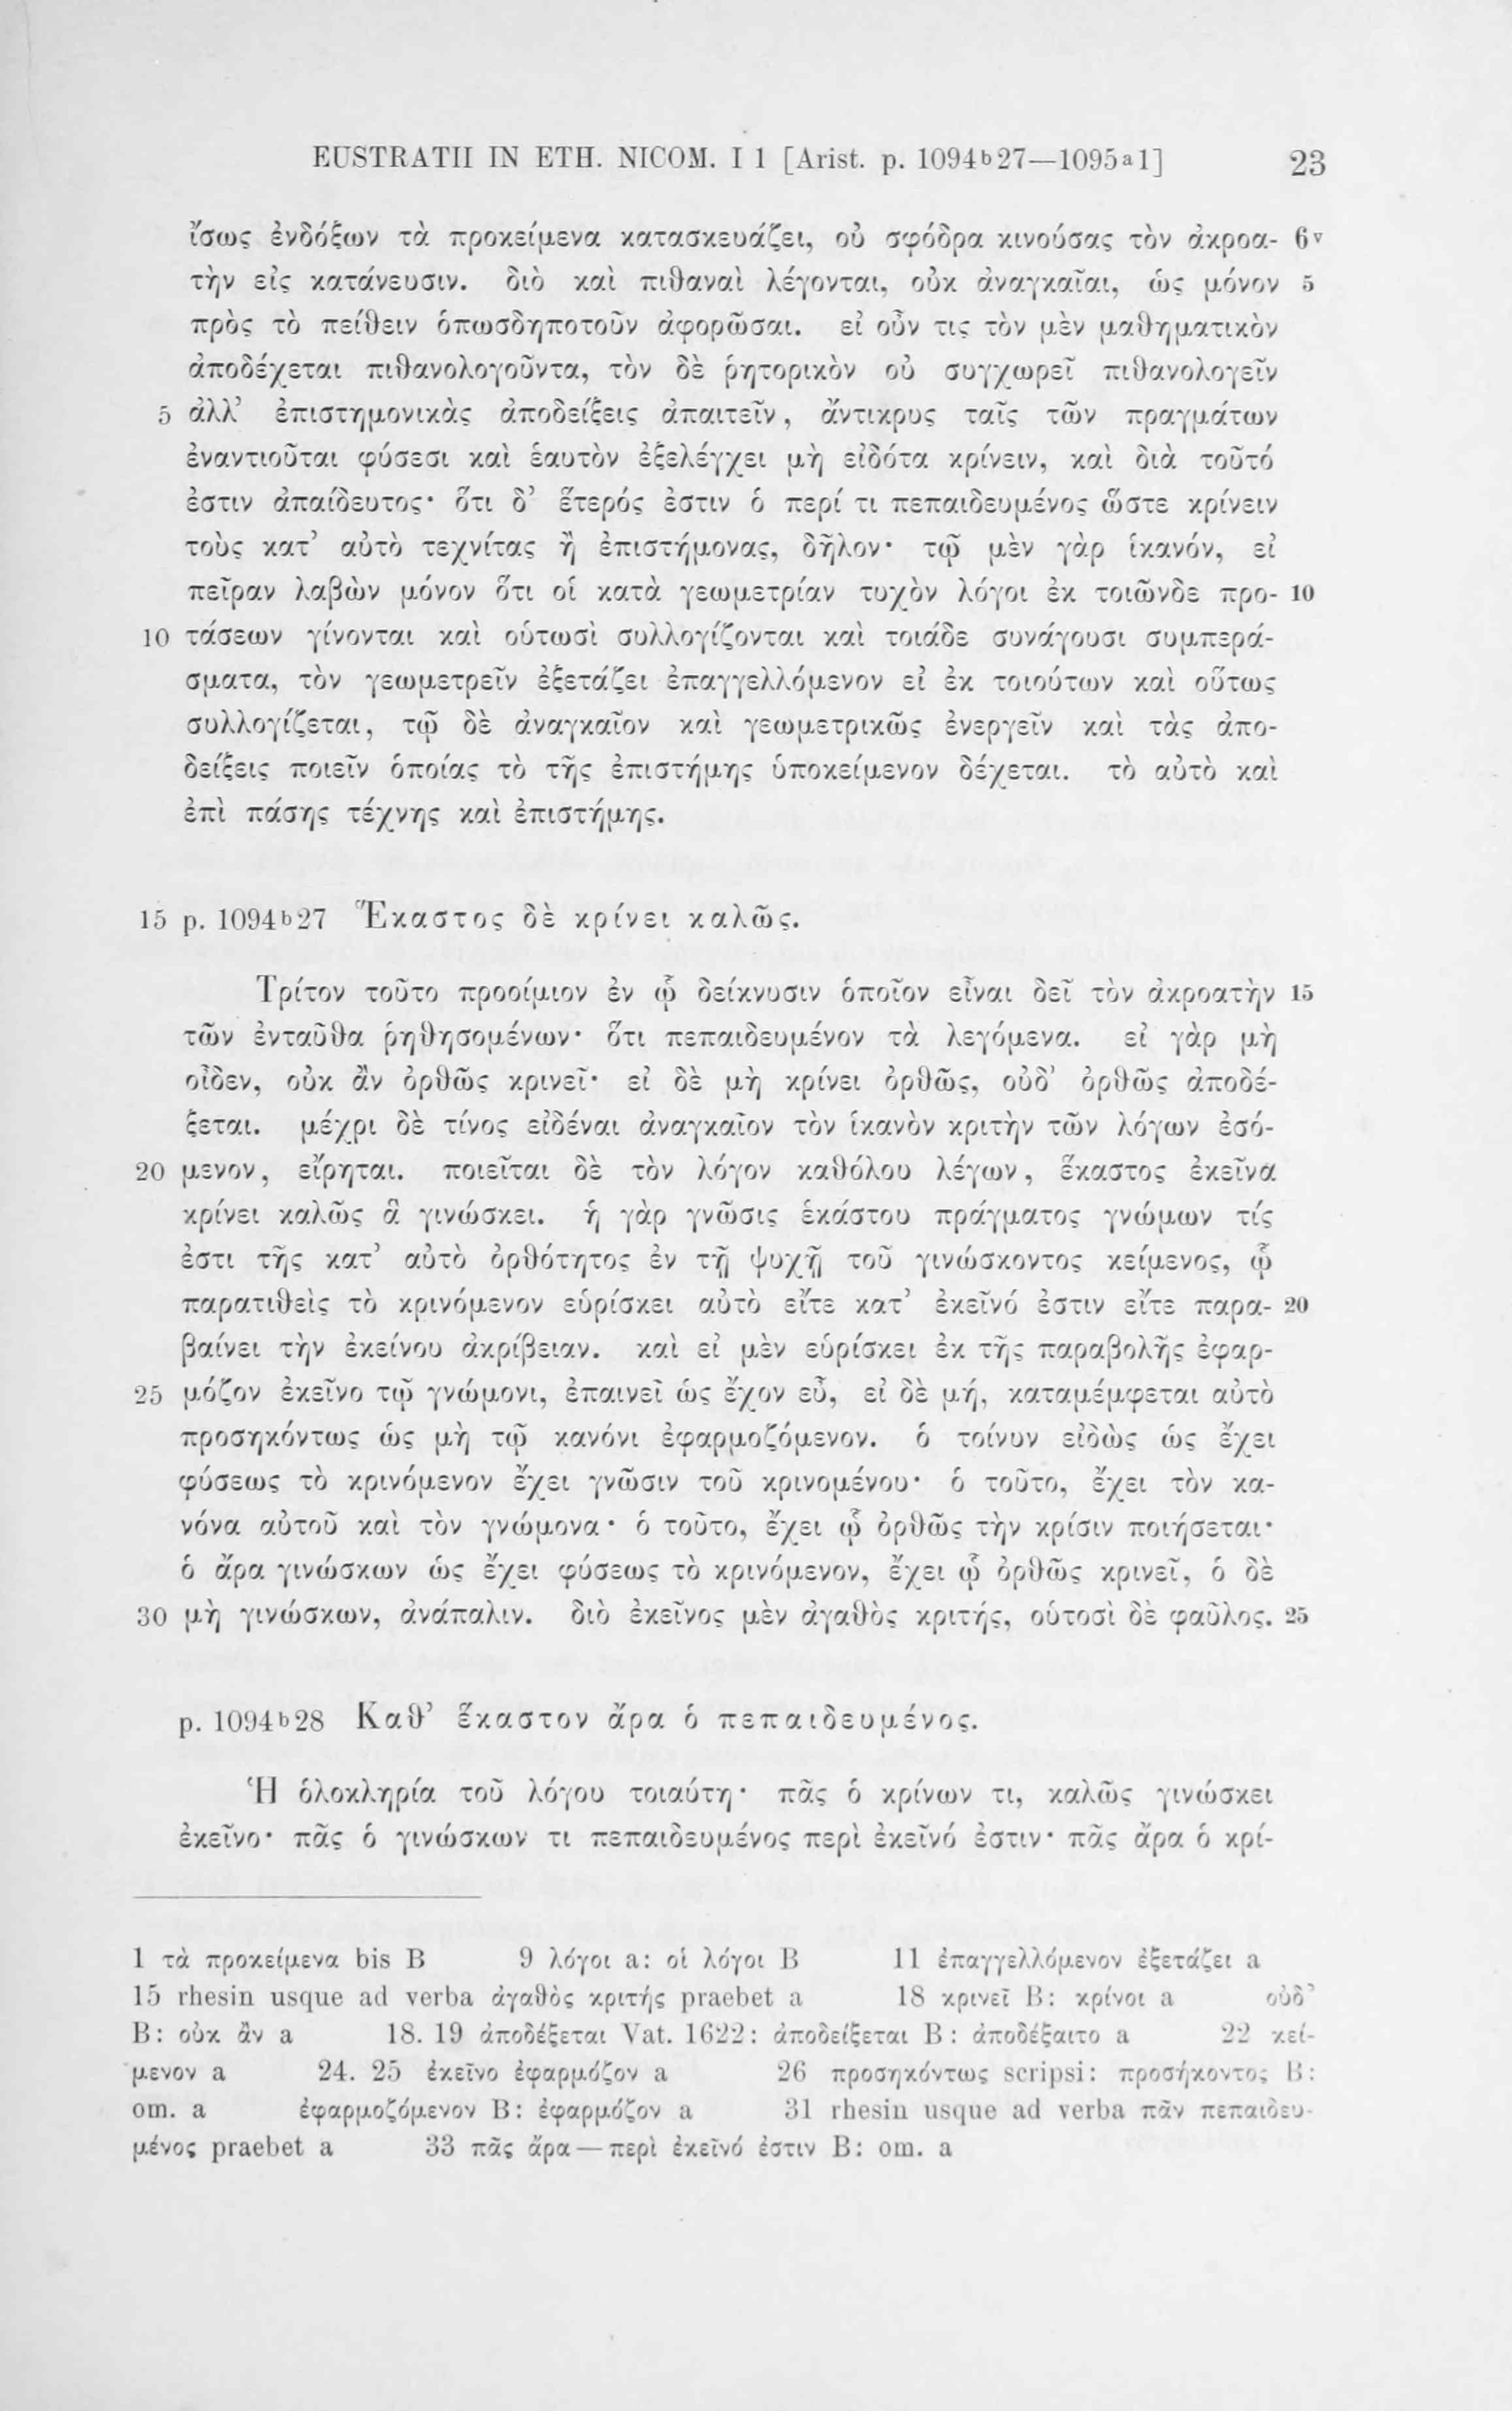 EUSTRATII IN ETH. NICOM. I 1 [Arist. p. 1094ᵇ27—1095ᵃ1] 23
ἴσως ἐνδόξων τὰ προκείμενα κατασκευάζει, οὐ σφόδρα κινούσας τὸν ἀκροα- 6ᵛ
τὴν εἰς κατάνευσιν. διὸ καὶ πιθαναὶ λέγονται, οὐκ ἀναγκαῖαι, ὡς μόνον 5
πρὸς τὸ πείθειν ὁπωσδηποτοῦν ἀφορῶσαι. εἰ οὖν τις τὸν μὲν μαθηματικὸν
ἀποδέχεται πιθανολογοῦντα, τὸν δὲ ῥητορικὸν οὐ συγχωρεῖ πιθανολογεῖν
5 ἀλλ’ ἐπιστημονικὰς ἀποδείξεις ἀπαιτεῖν, ἄντικρυς ταῖς τῶν πραγμάτων
ἐναντιοῦται φύσεσι καὶ ἑαυτὸν ἐξελέγχει μὴ εἰδότα κρίνειν, καὶ διὰ τοῦτό
ἐστιν ἀπαίδευτος· ὅτι δ’ ἕτερός ἐστιν ὁ περί τι πεπαιδευμένος ὥστε κρίνειν
τοὺς κατ’ αὐτὸ τεχνίτας ἢ ἐπιστήμονας, δῆλον· τῷ μὲν γὰρ ἱκανόν, εἰ
πεῖραν λαβὼν μόνον ὅτι οἱ κατὰ γεωμετρίαν τυχὸν λόγοι ἐκ τοιῶνδε προ- 10
10 τάσεων γίνονται καὶ οὑτωσὶ συλλογίζονται καὶ τοιάδε συνάγουσι συμπερά-
σματα, τὸν γεωμετρεῖν ἐξετάζει ἐπαγγελλόμενον εἰ ἐκ τοιούτων καὶ οὕτως
συλλογίζεται, τῷ δὲ ἀναγκαῖον καὶ γεωμετρικῶς ἐνεργεῖν καὶ τὰς ἀπο-
δείξεις ποιεῖν ὁποίας τὸ τῆς ἐπιστήμης ὑποκείμενον δέχεται. τὸ αὐτὸ καὶ
ἐπὶ πάσης τέχνης καὶ ἐπιστήμης.
15 p. 1094ᵇ27 Ἕκαστος δὲ κρίνει καλῶς.
Τρίτον τοῦτο προοίμιον ἐν ᾧ δείκνυσιν ὁποῖον εἶναι δεῖ τὸν ἀκροατὴν 15
τῶν ἐνταῦθα ῥηθησομένων· ὅτι πεπαιδευμένον τὰ λεγόμενα. εἰ γὰρ μὴ
οἶδεν, οὐκ ἂν ὀρθῶς κρινεῖ· εἰ δὲ μὴ κρίνει ὀρθῶς, οὐδ’ ὀρθῶς ἀποδέ-
ξεται. μέχρι δὲ τίνος εἰδέναι ἀναγκαῖον τὸν ἱκανὸν κριτὴν τῶν λόγων ἐσό-
20 μενον, εἴρηται. ποιεῖται δὲ τὸν λόγον καθόλου λέγων, ἕκαστος ἐκεῖνα
κρίνει καλῶς ἃ γινώσκει. ἡ γὰρ γνῶσις ἑκάστου πράγματος γνώμων τίς
ἐστι τῆς κατ’ αὐτὸ ὀρθότητος ἐν τῇ ψυχῇ τοῦ γινώσκοντος κείμενος, ᾧ
παρατιθεὶς τὸ κρινόμενον εὑρίσκει αὐτὸ εἴτε κατ’ ἐκεῖνό ἐστιν εἴτε παρα- 20
βαίνει τὴν ἐκείνου ἀκρίβειαν. καὶ εἰ μὲν εὑρίσκει ἐκ τῆς παραβολῆς ἐφαρ-
25 μόζον ἐκεῖνο τῷ γνώμονι, ἐπαινεῖ ὡς ἔχον εὖ, εἰ δὲ μή, καταμέμφεται αὐτὸ
προσηκόντως ὡς μὴ τῷ κανόνι ἐφαρμοζόμενον. ὁ τοίνυν εἰδὼς ὡς ἔχει
φύσεως τὸ κρινόμενον ἔχει γνῶσιν τοῦ κρινομένου· ὁ τοῦτο, ἔχει τὸν κα-
νόνα αὐτοῦ καὶ τὸν γνώμονα· ὁ τοῦτο, ἔχει ᾧ ὀρθῶς τὴν κρίσιν ποιήσεται·
ὁ ἄρα γινώσκων ὡς ἔχει φύσεως τὸ κρινόμενον, ἔχει ᾧ ὀρθῶς κρινεῖ, ὁ δὲ
30 μὴ γινώσκων, ἀνάπαλιν. διὸ ἐκεῖνος μὲν ἀγαθὸς κριτής, οὑτοσὶ δὲ φαῦλος. 25
p. 1094ᵇ28 Καθ’ ἕκαστον ἄρα ὁ πεπαιδευμένος.
Ἡ ὁλοκληρία τοῦ λόγου τοιαύτη· πᾶς ὁ κρίνων τι, καλῶς γινώσκει
ἐκεῖνο· πᾶς ὁ γινώσκων τι πεπαιδευμένος περὶ ἐκεῖνό ἐστιν· πᾶς ἄρα ὁ κρί-
1 τὰ προκείμενα bis B 9 λόγοι a: οἱ λόγοι B 11 ἐπαγγελλόμενον ἐξετάζει a
15 rhesin usque ad verba ἀγαθὸς κριτής praebet a 18 κρινεῖ B: κρίνοι a οὐδ’
B: οὐκ ἂν a 18. 19 ἀποδέξεται Vat. 1622: ἀποδείξεται B: ἀποδέξαιτο a 22 κεί-
μενον a 24. 25 ἐκεῖνο ἐφαρμόζον a 26 προσηκόντως scripsi: προσήκοντος B:
om. a ἐφαρμοζόμενον B: ἐφαρμόζον a 31 rhesin usque ad verba πᾶν πεπαιδευ-
μένος praebet a 33 πᾶς ἄρα — περὶ ἐκεῖνό ἐστιν B: om. a